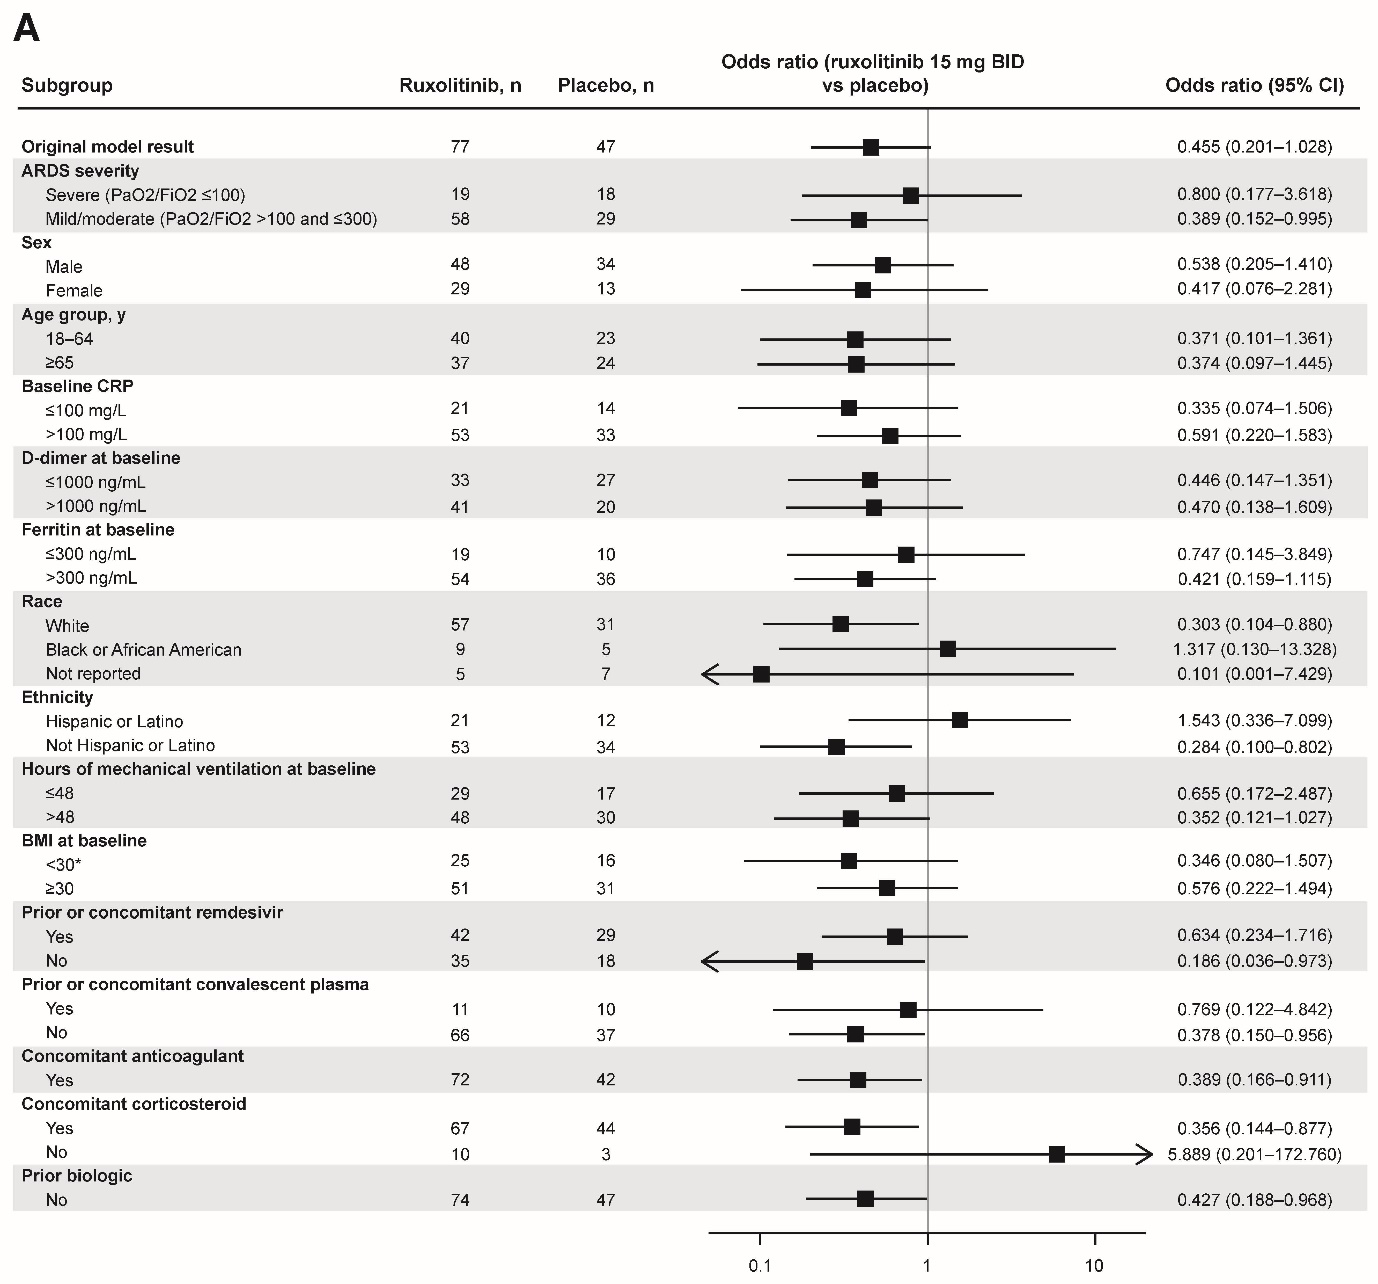 A
Odds ratio (ruxolitinib 15 mg BID
Subgroup Ruxolitinib, n Placebo, n vs placebo) Odds ratio (95% CI)
Original model result 77 47 0.455 (0.201–1.028)
ARDS severity
Severe (PaO2/FiO2 ≤100) 19 18 0.800 (0.177–3.618)
Mild/moderate (PaO2/FiO2 >100 and ≤300) 58 29 0.389 (0.152–0.995)
Sex
Male 48 34 0.538 (0.205–1.410)
Female 29 13 0.417 (0.076–2.281)
Age group, y
18–64 40 23 0.371 (0.101–1.361)
≥65 37 24 0.374 (0.097–1.445)
Baseline CRP
≤100 mg/L 21 14 0.335 (0.074–1.506)
>100 mg/L 53 33 0.591 (0.220–1.583)
D-dimer at baseline
≤1000 ng/mL 33 27 0.446 (0.147–1.351)
>1000 ng/mL 41 20 0.470 (0.138–1.609)
Ferritin at baseline
≤300 ng/mL 19 10 0.747 (0.145–3.849)
>300 ng/mL 54 36 0.421 (0.159–1.115)
Race
White 57 31 0.303 (0.104–0.880)
Black or African American 9 5 1.317 (0.130–13.328)
Not reported 5 7 0.101 (0.001–7.429)
Ethnicity
Hispanic or Latino 21 12 1.543 (0.336–7.099)
Not Hispanic or Latino 53 34 0.284 (0.100–0.802)
Hours of mechanical ventilation at baseline
≤48 29 17 0.655 (0.172–2.487)
>48 48 30 0.352 (0.121–1.027)
BMI at baseline
<30* 25 16 0.346 (0.080–1.507)
≥30 51 31 0.576 (0.222–1.494)
Prior or concomitant remdesivir
Yes 42 29 0.634 (0.234–1.716)
No 35 18 0.186 (0.036–0.973)
Prior or concomitant convalescent plasma
Yes 11 10 0.769 (0.122–4.842)
No 66 37 0.378 (0.150–0.956)
Concomitant anticoagulant
Yes 72 42 0.389 (0.166–0.911)
Concomitant corticosteroid
Yes 67 44 0.356 (0.144–0.877)
No 10 3 5.889 (0.201–172.760)
Prior biologic
No 74 47 0.427 (0.188–0.968)
0.1 1 10